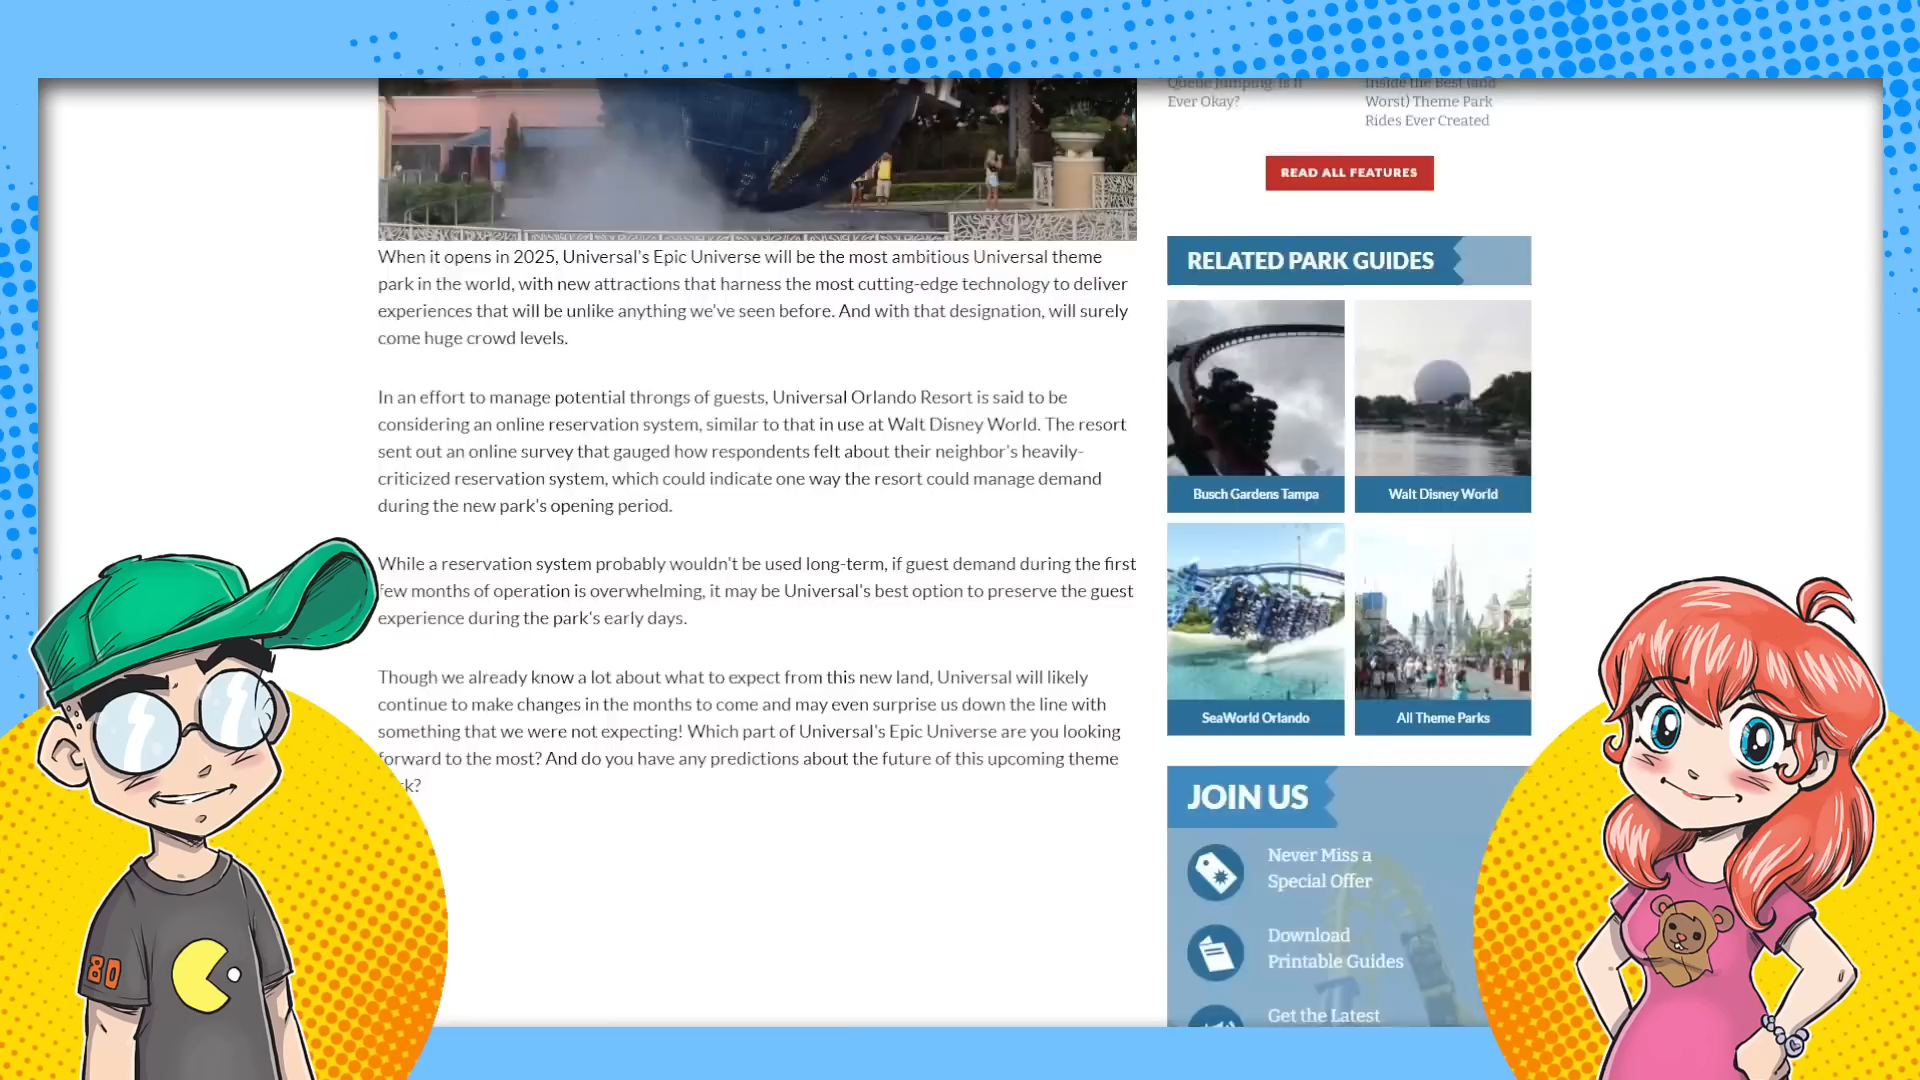 When it opens in 2025, Universal's Epic Universe will be the most ambitious Universal theme
park in the world, with new attractions that harness the most cutting-edge technology to deliver
experiences that will be unlike anything we've seen before. And with that designation, will surely
come huge crowd levels.
In an effort to manage potential throngs of guests, Universal Orlando Resort is said to be
considering an online reservation system, similar to that in use at Walt Disney World. The resort
sent out an online survey that gauged how respondents felt about their neighbor's heavily-
criticized reservation system, which could indicate one way the resort could manage demand
during the new park's opening period.
While a reservation system probably wouldn't be used long-term, if guest demand during the first
few months of operation is overwhelming, it may be Universal's best option to preserve the guest
experience during the park's early days.
Though we already know a lot about what to expect from this new land, Universal will likely
continue to make changes in the months to come and may even surprise us down the line with
something that we were not expecting! Which part of Universal's Epic Universe are you looking
forward to the most? And do you have any predictions about the future of this upcoming theme
k?
Queue Jumping: Is It
Ever Okay?
Inside the Best (and
Worst) Theme Park
Rides Ever Created
READ ALL FEATURES
RELATED PARK GUIDES
Busch Gardens Tampa
Walt Disney World
SeaWorld Orlando
All Theme Parks
JOIN US
Never Miss a
Special Offer
Download
Printable Guides
Get the Latest
80